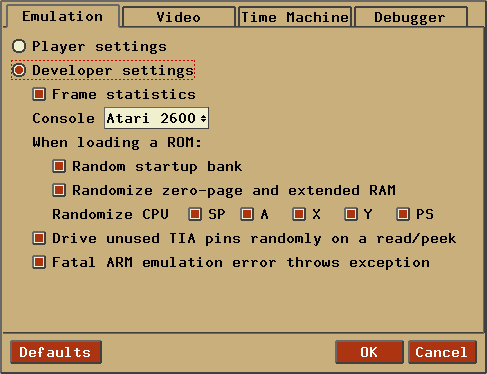 Emulation Video Time Machine Debugger
Player settings
Developer settings
Frame statistics
Console Atari 2600
When loading a ROM:
Random startup bank
Randomize zero-page and extended RAM
Randomize CPU SP A X Y PS
Drive unused TIA pins randomly on a read/peek
Fatal ARM emulation error throws exception
Defaults OK Cancel